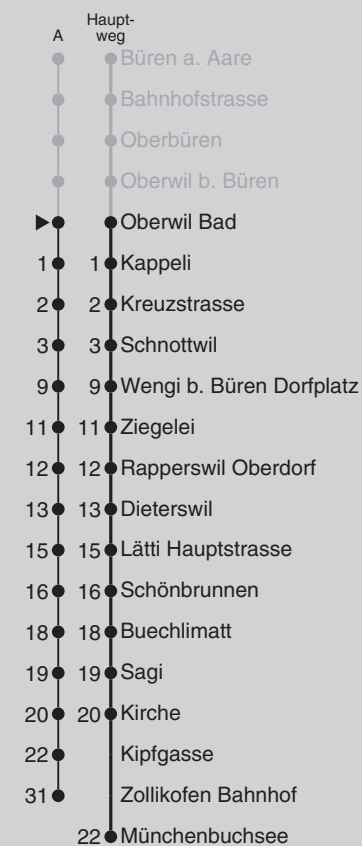 A Haupt-
weg
Büren a. Aare
Bahnhofstrasse
Oberbüren
Oberwil b. Büren
Oberwil Bad
1 1 Kappeli
2 2 Kreuzstrasse
3 3 Schnottwil
9 9 Wengi b. Büren Dorfplatz
11 11 Ziegelei
12 12 Rapperswil Oberdorf
13 13 Dieterswil
15 15 Lätti Hauptstrasse
16 16 Schönbrunnen
18 18 Buechlimatt
19 19 Sagi
20 20 Kirche
22 Kipfgasse
31 Zollikofen Bahnhof
22 Münchenbuchsee